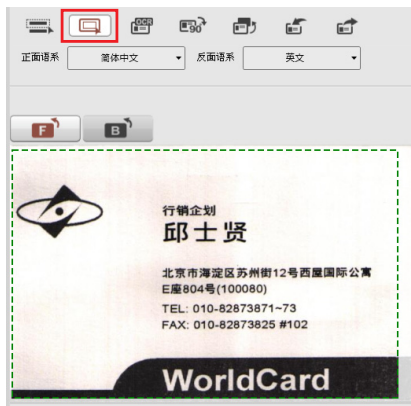 OCR 90°
正面语系 简体中文 反面语系 英文
F B
行销企划
邱士贤
北京市海淀区苏州街12号西屋国际公寓
E座804号(100080)
TEL: 010-82873871~73
FAX: 010-82873825 #102
WorldCard